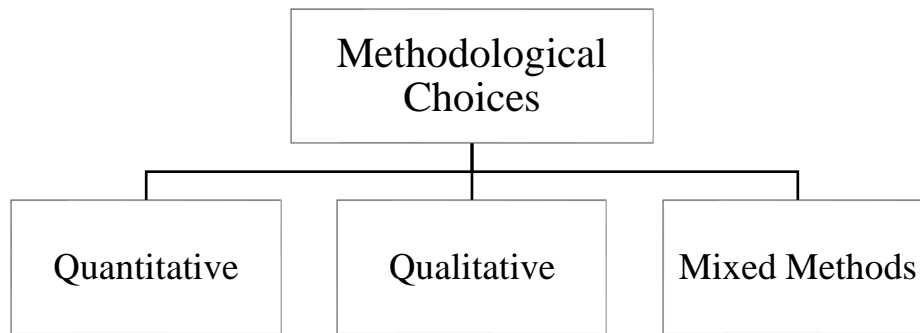 Methodological
Choices
Quantitative
Qualitative
Mixed Methods